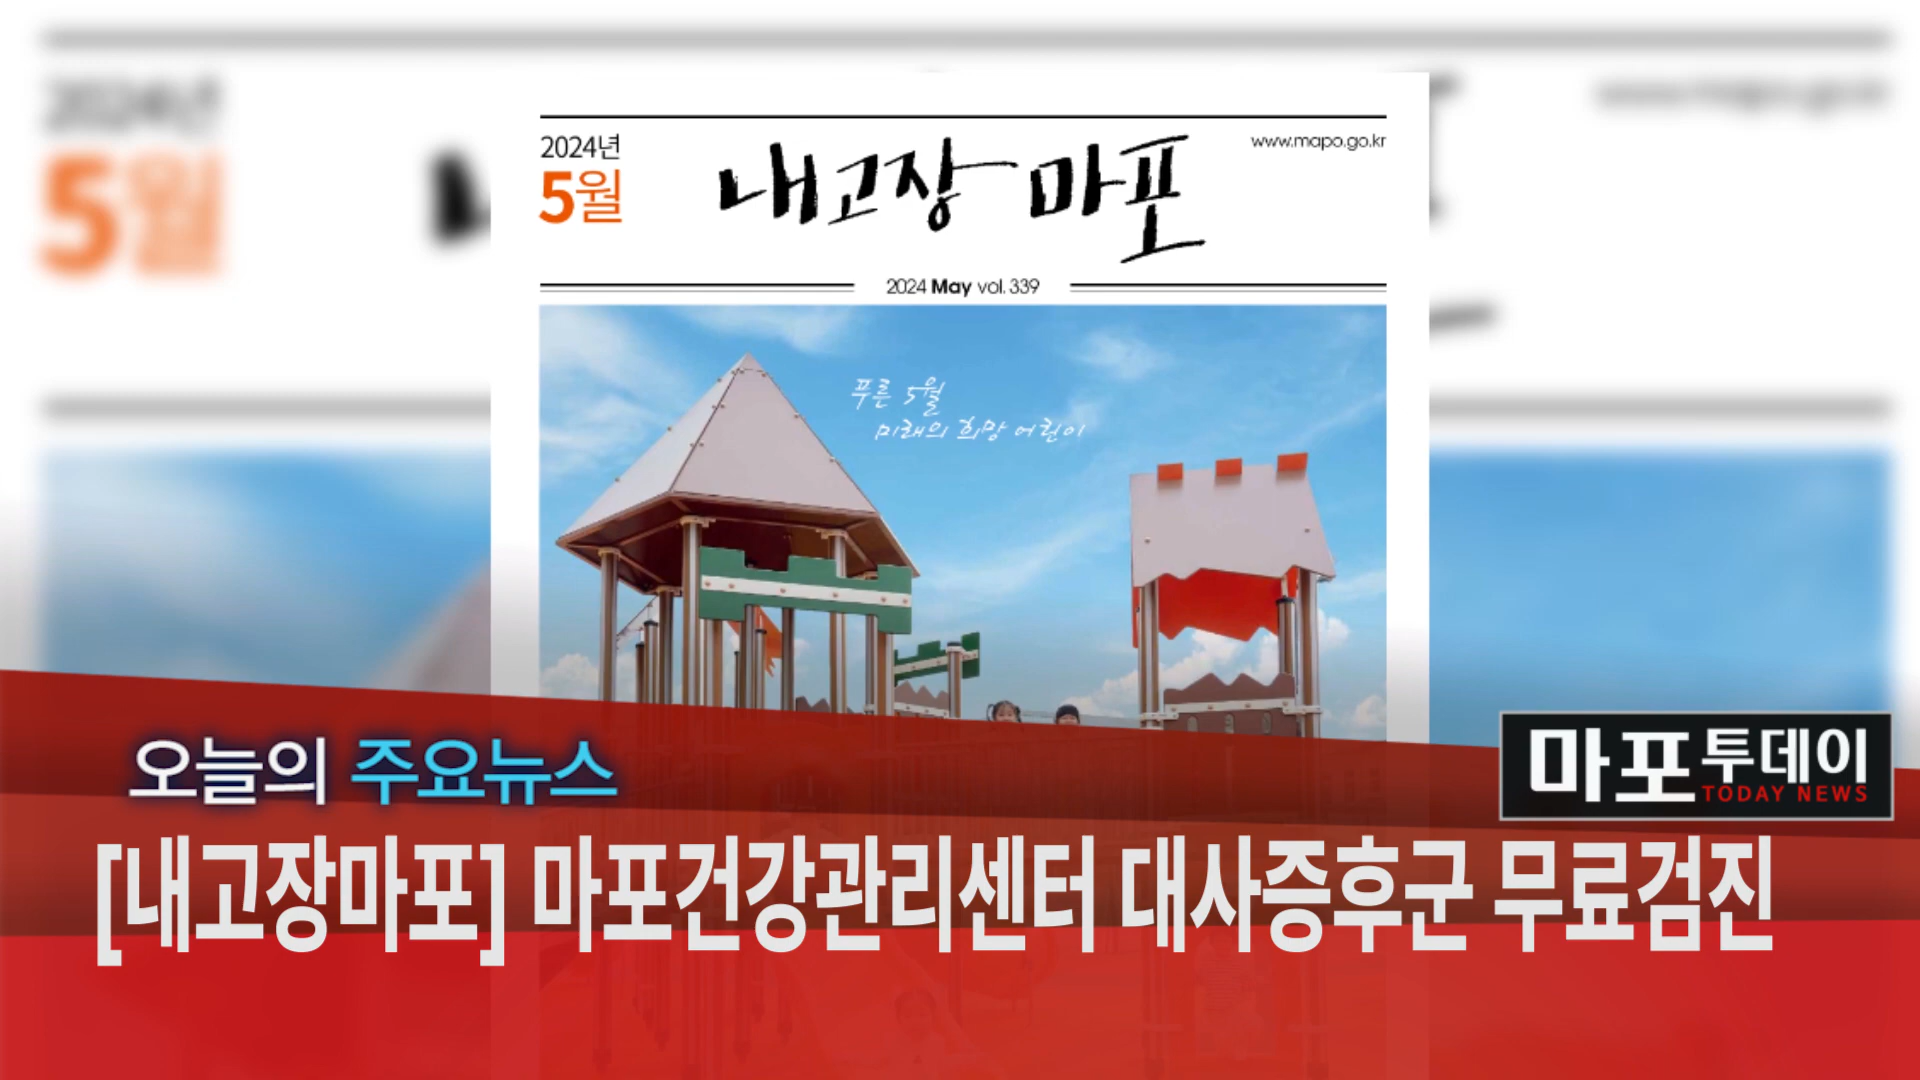 2024년
5월
내고장 마포
www.mapo.go.kr
2024 May vol. 339
푸른 5월
미래의 희망 어린이
오늘의 주요뉴스
마포투데이
TODAY NEWS
[내고장마포] 마포건강관리센터 대사증후군 무료검진